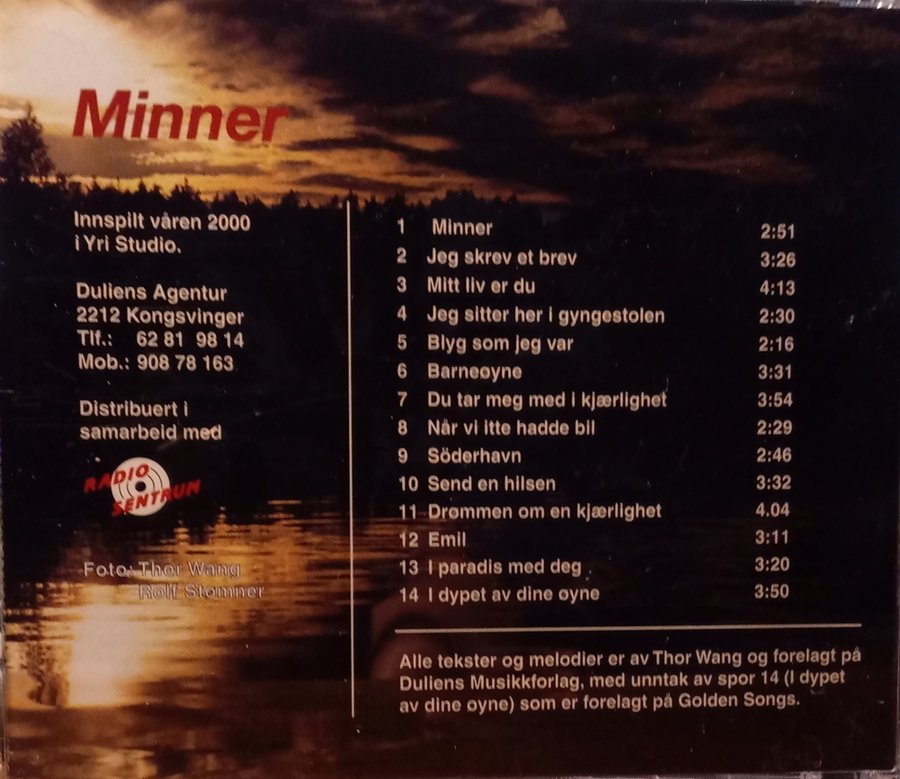 Minner
Innspilt våren 2000
i Yri Studio.
Duliens Agentur
2212 Kongsvinger
Tlf.: 62 81 98 14
Mob.: 908 78 163
Distribuert i
samarbeid med
RADIO
SENTRUM
Foto: Thor Wang
Rolf Stomner
1 Minner 2:51
2 Jeg skrev et brev 3:26
3 Mitt liv er du 4:13
4 Jeg sitter her i gyngestolen 2:30
5 Blyg som jeg var 2:16
6 Barneøyne 3:31
7 Du tar meg med i kjærlighet 3:54
8 Når vi itte hadde bil 2:29
9 Söderhavn 2:46
10 Send en hilsen 3:32
11 Drømmen om en kjærlighet 4.04
12 Emil 3:11
13 I paradis med deg 3:20
14 I dypet av dine øyne 3:50
Alle tekster og melodier er av Thor Wang og forelagt på
Duliens Musikkforlag, med unntak av spor 14 (I dypet
av dine øyne) som er forelagt på Golden Songs.